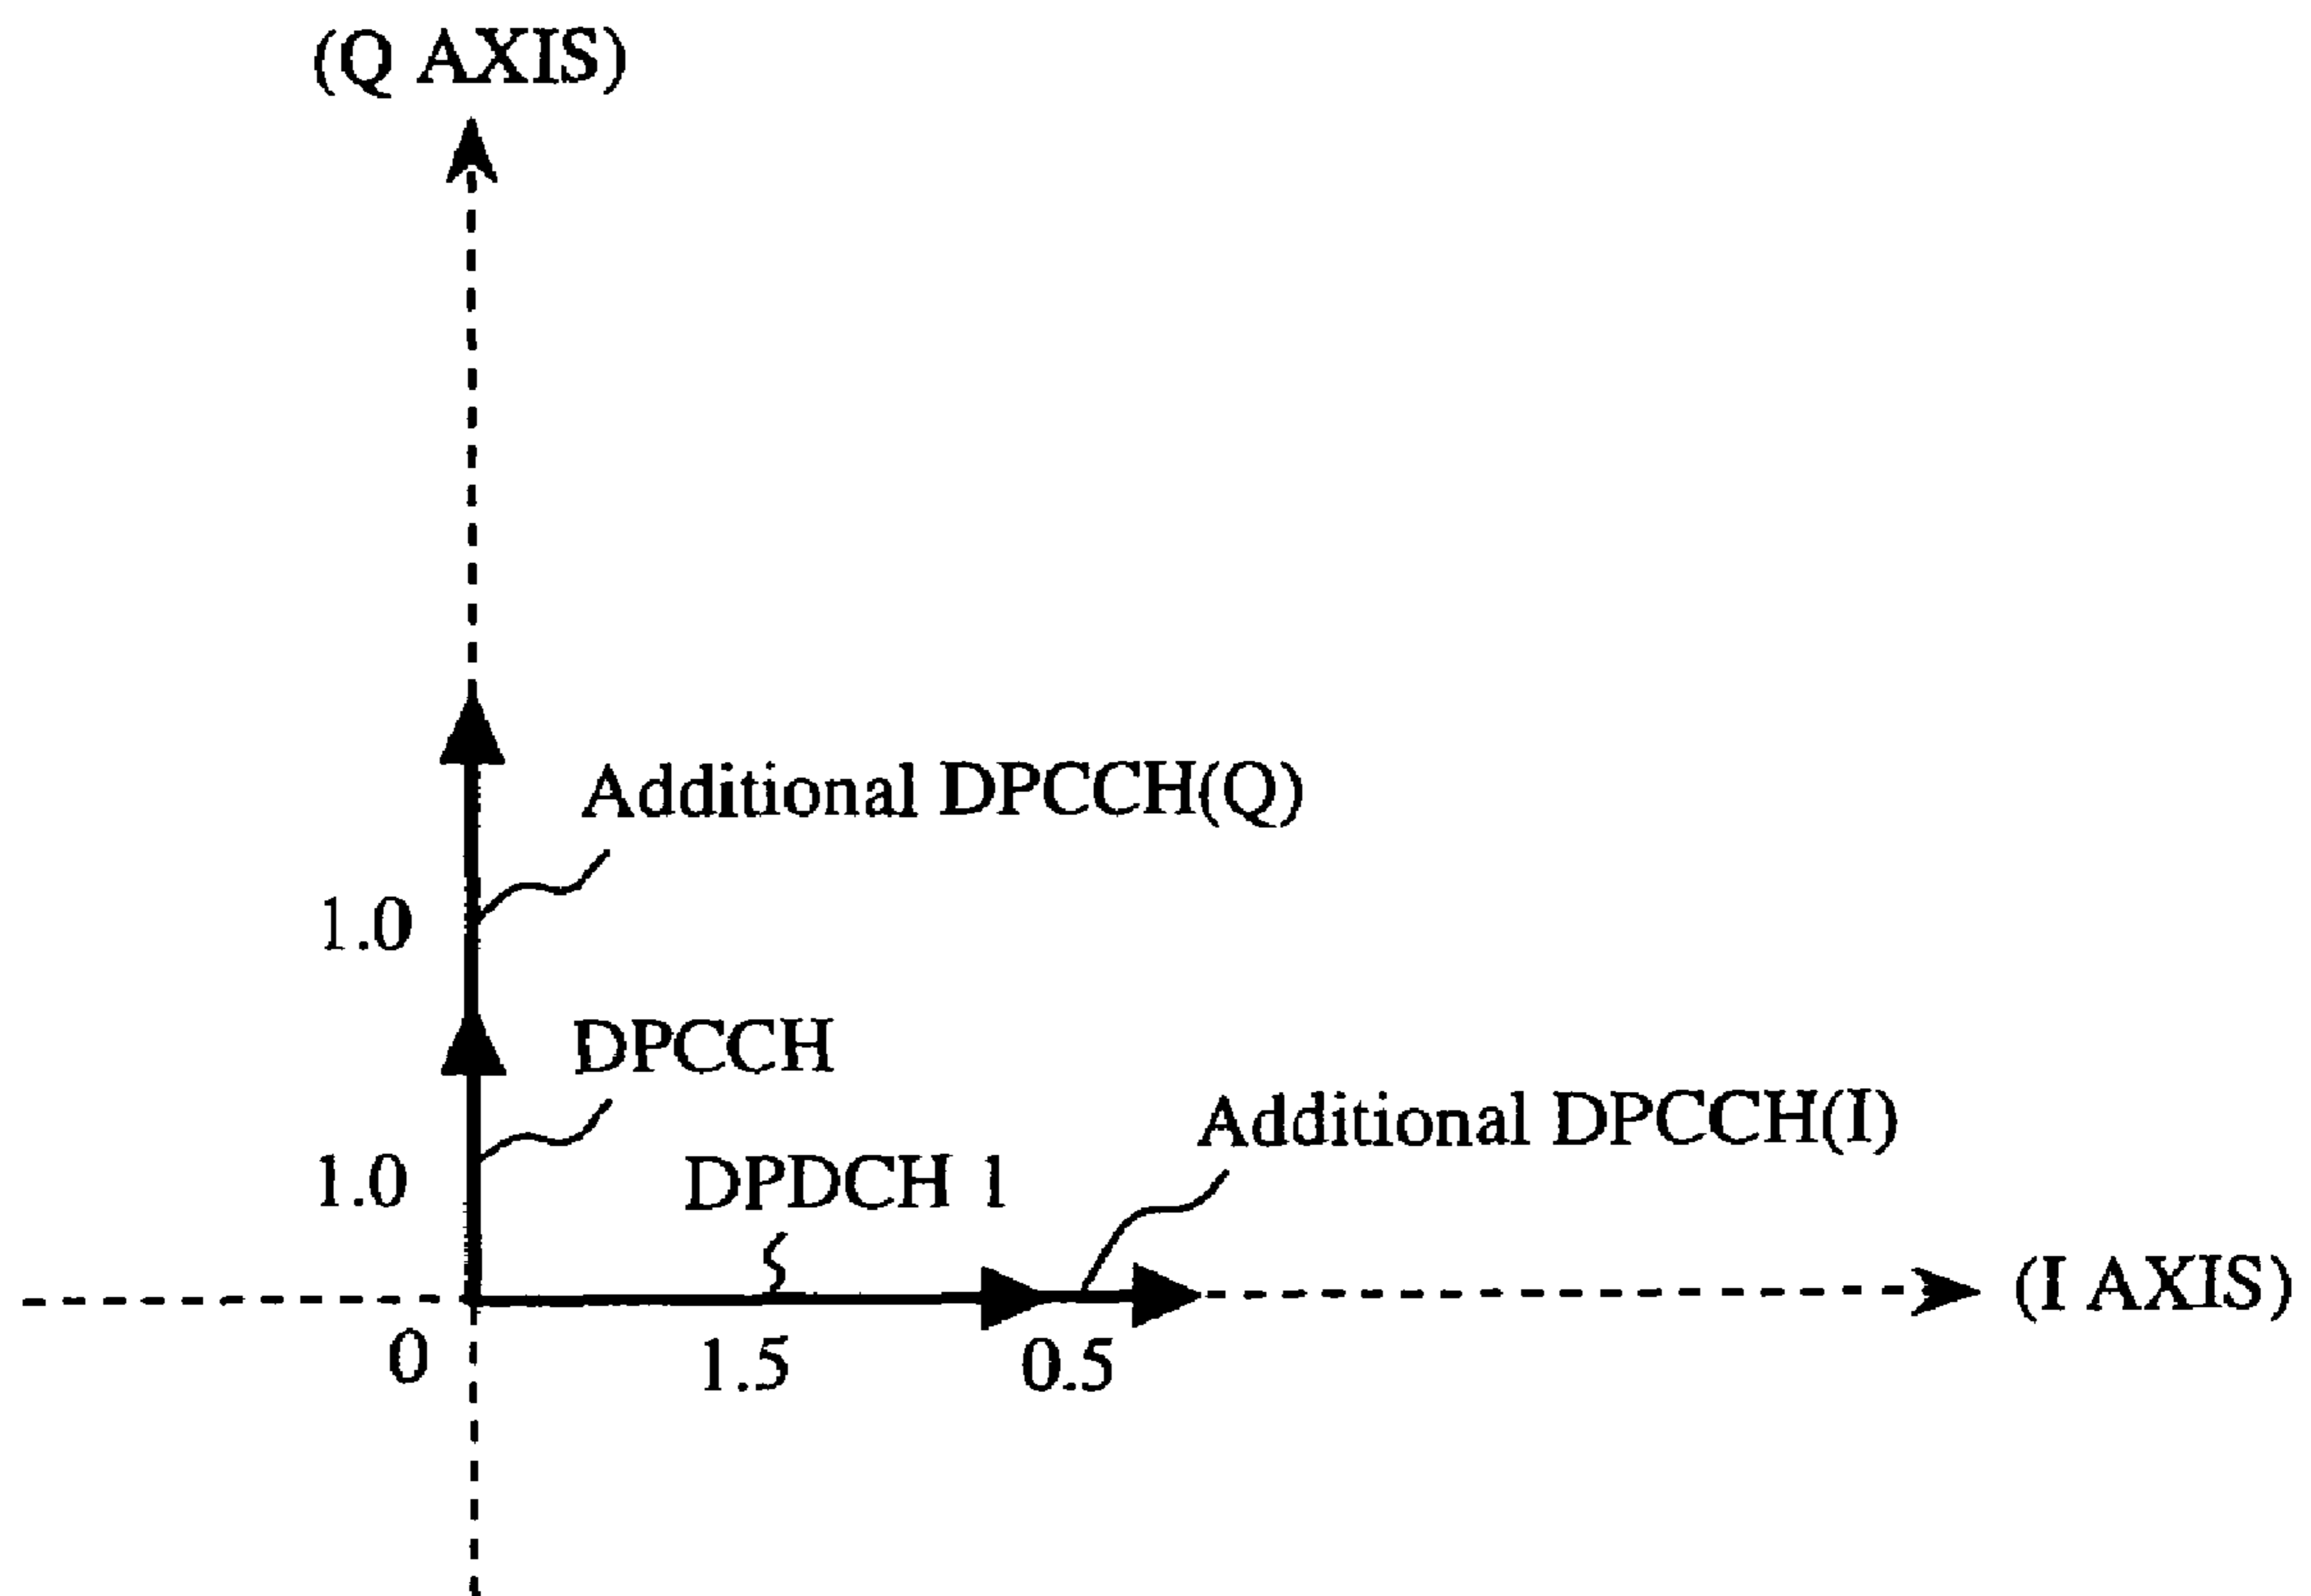 (Q AXIS)
Additional DPCCH(Q)
1.0
DPCCH
Additional DPCCH(I)
1.0
DPDCH 1
(I AXIS)
0
1.5
0.5